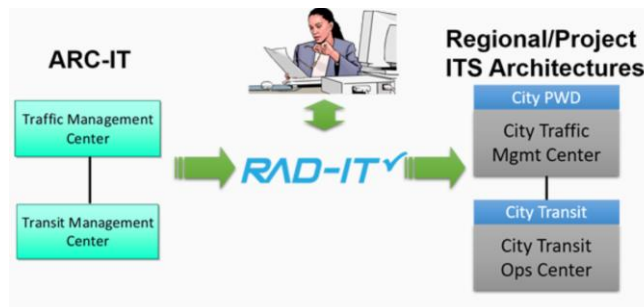 ARC-IT
Traffic Management
Center
Transit Management
Center
RAD-IT
Regional/Project
ITS Architectures
City PWD
City Traffic
Mgmt Center
City Transit
City Transit
Ops Center